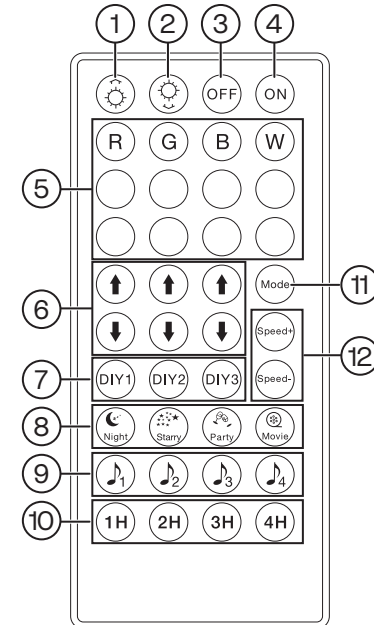 1 2 3 4
OFF ON
R G B W
5
6
Mode 11
Speed+
12
7 DIY1 DIY2 DIY3 Speed-
8 Night Starry Party Movie
9 1 2 3 4
10 1H 2H 3H 4H